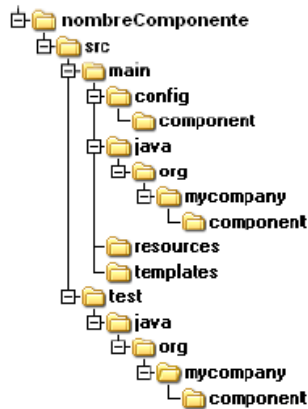 nombreComponente
src
main
config
component
java
org
mycompany
component
resources
templates
test
java
org
mycompany
component